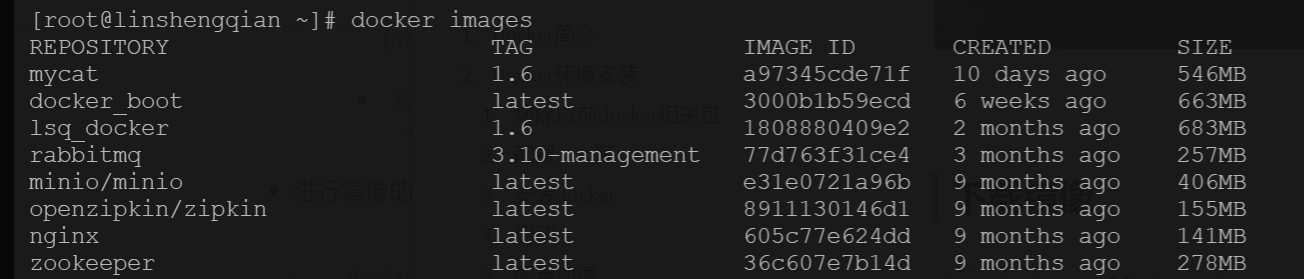 [root@linshengqian ~]# docker images
REPOSITORY TAG IMAGE ID CREATED SIZE
mycat 1.6 a97345cde71f 10 days ago 546MB
docker_boot latest 3000b1b59ecd 6 weeks ago 663MB
lsq_docker 1.6 1808880409e2 2 months ago 683MB
rabbitmq 3.10-management 77d763f31ce4 3 months ago 257MB
minio/minio latest e31e0721a96b 9 months ago 406MB
openzipkin/zipkin latest 8911130146d1 9 months ago 155MB
nginx latest 605c77e624dd 9 months ago 141MB
zookeeper latest 36c607e7b14d 9 months ago 278MB